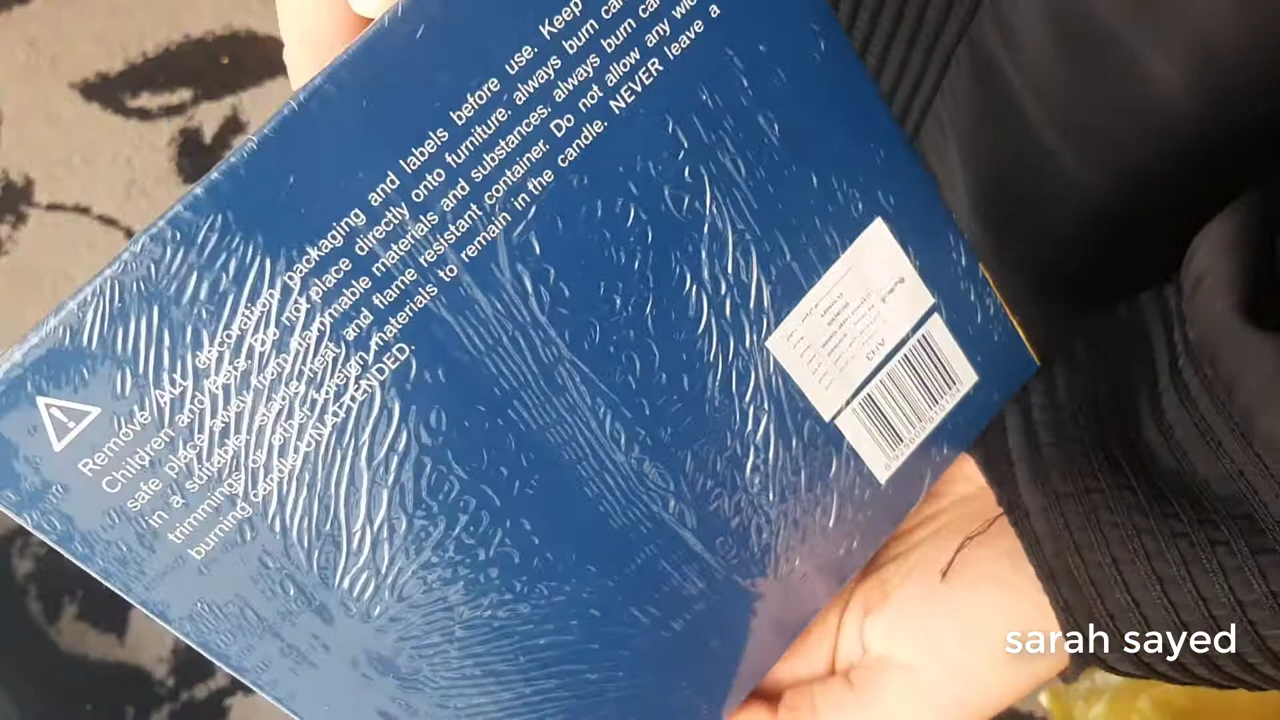 Remove ALL decoration, packaging and labels before use. Keep
Children and Pets. Do not place directly onto furniture. always burn
safe place away from flammable materials and substances. always burn
in a suitable, stable heat and flame resistant container. Do not allow any
trimmings or other foreign materials to remain in the candle. NEVER leave a
burning candle UNATTENDED.
AH3
sarah sayed